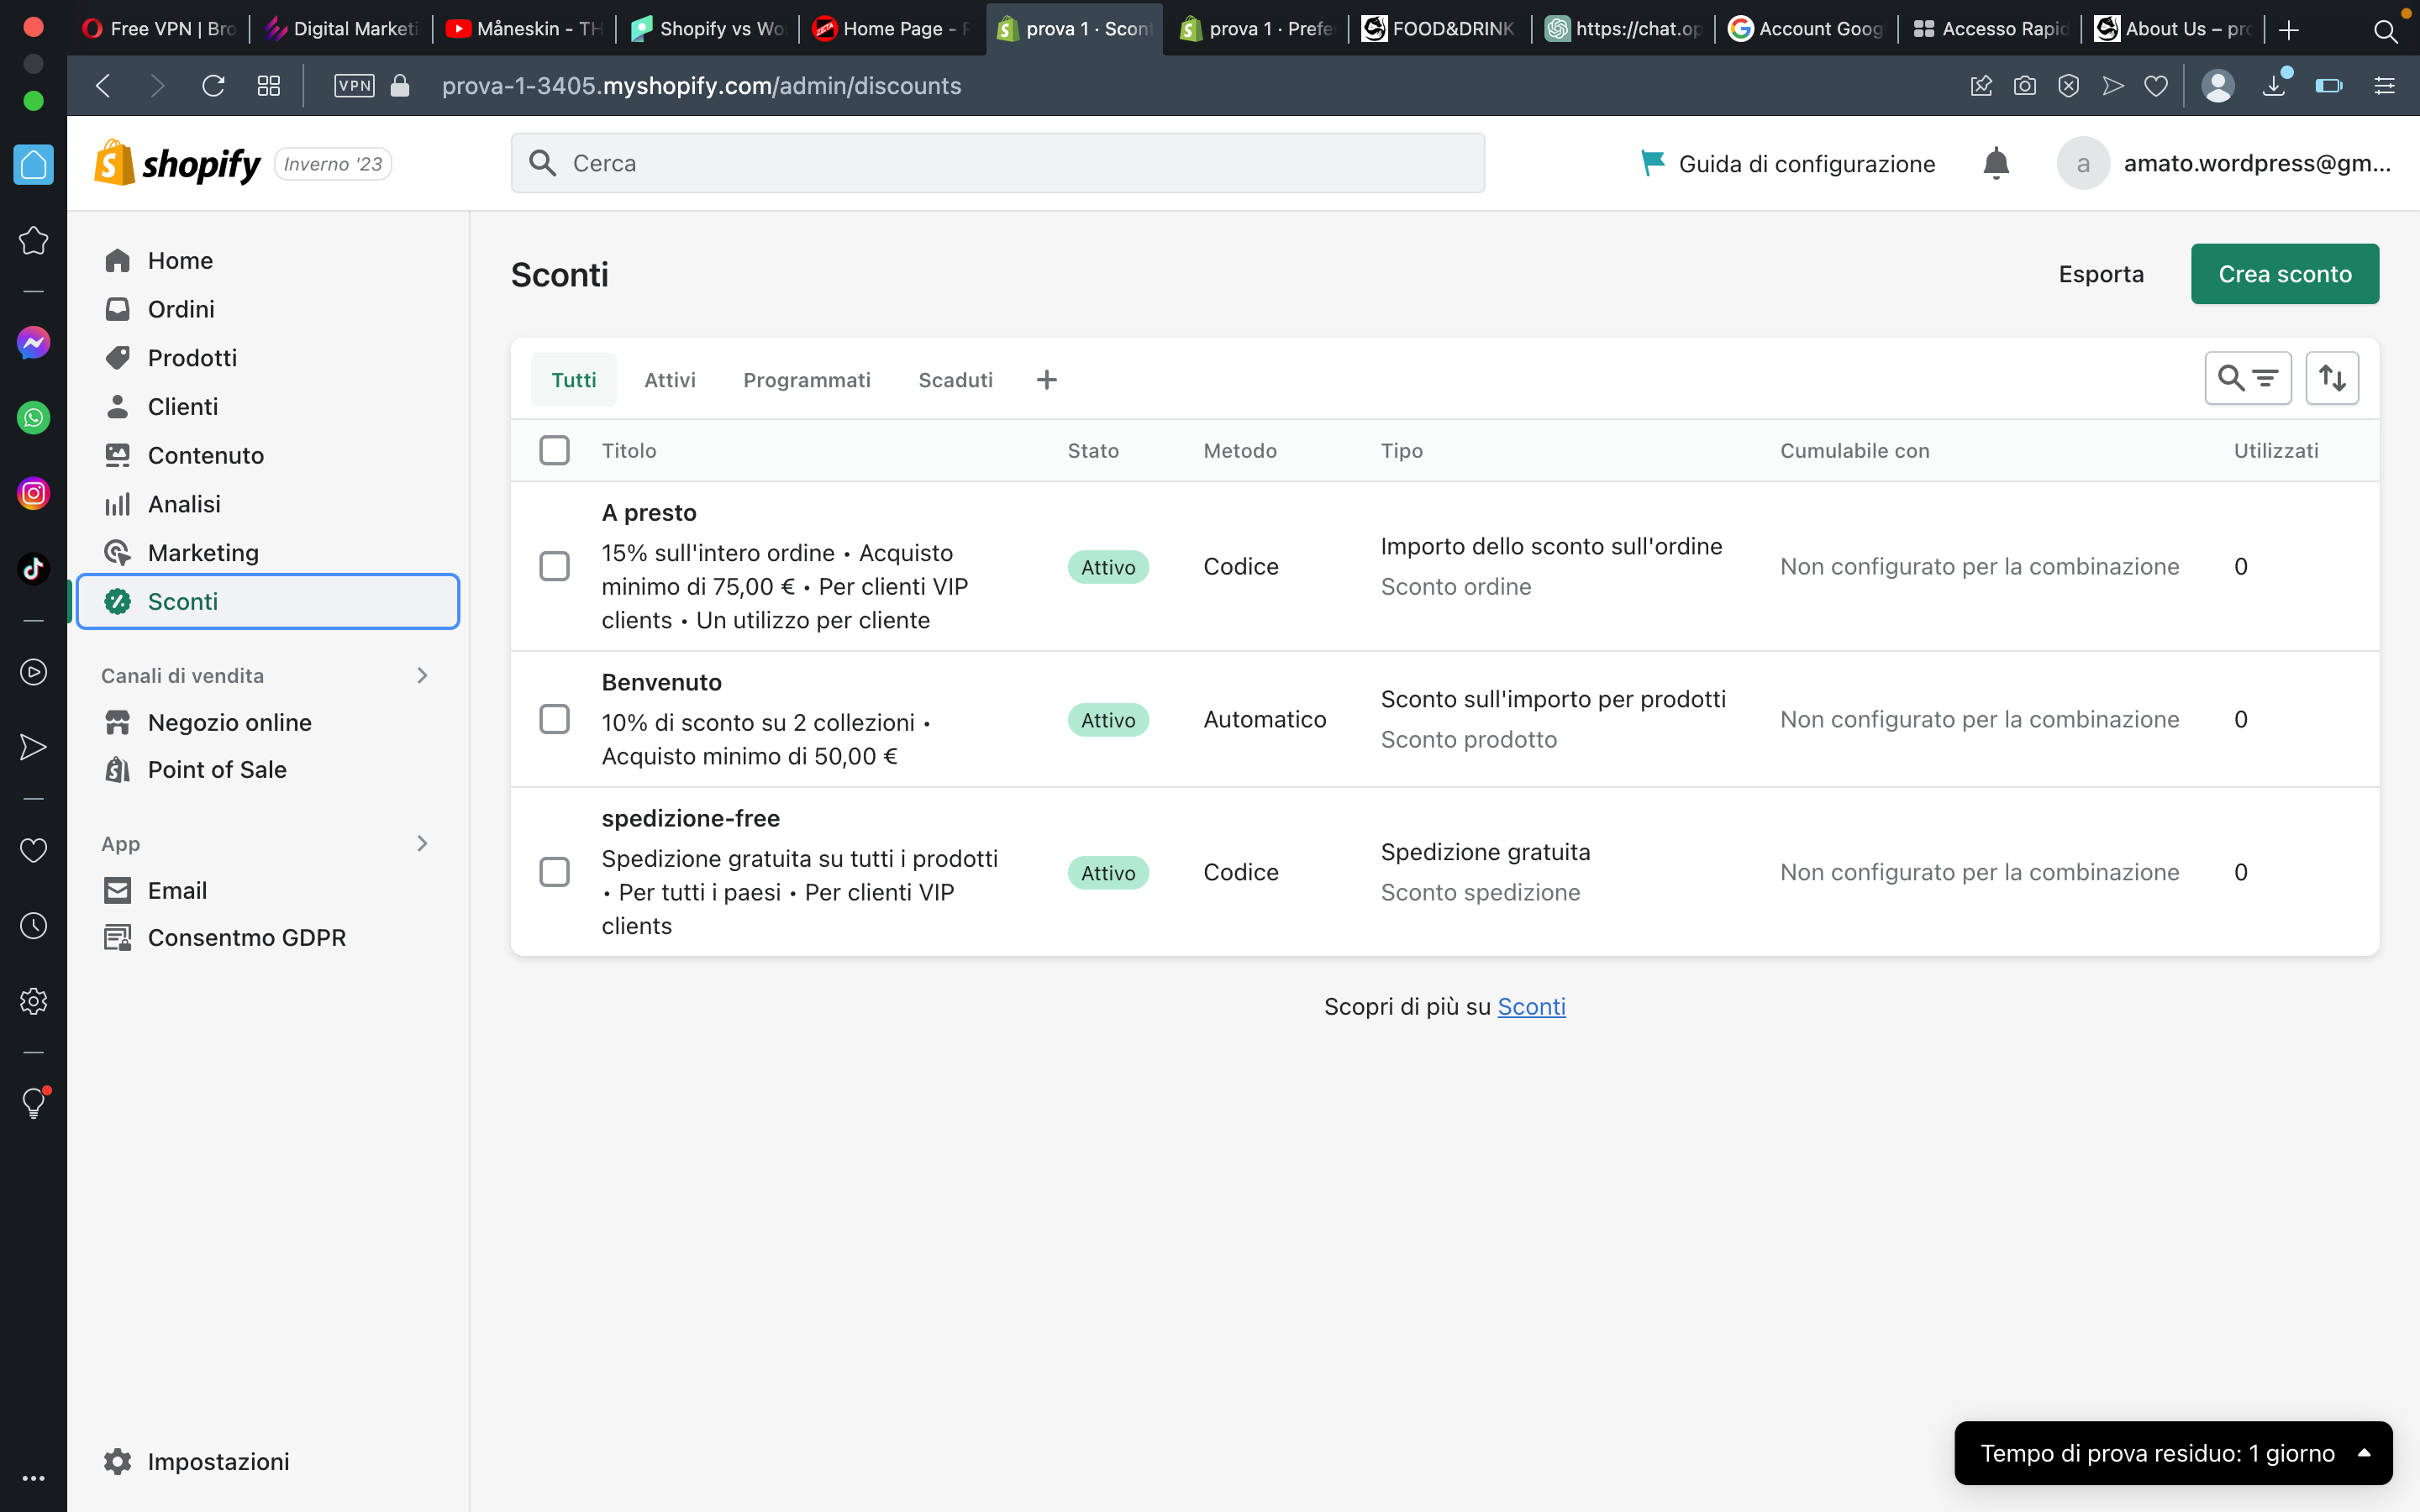 Free VPN | Bro
Digital Marketi
Måneskin - TH
Shopify vs Wo
Home Page - R
prova 1 · Scont
prova 1 · Prefe
FOOD&DRINK
https://chat.op
Account Goog
Accesso Rapid
About Us – pro
VPN
prova-1-3405.myshopify.com/admin/discounts
shopify
Inverno '23
Cerca
Guida di configurazione
a
amato.wordpress@gm...
Home
Ordini
Prodotti
Clienti
Contenuto
Analisi
Marketing
Sconti
Canali di vendita
Negozio online
Point of Sale
App
Email
Consentmo GDPR
Impostazioni
Sconti
Esporta
Crea sconto
Tutti
Attivi
Programmati
Scaduti
Titolo
Stato
Metodo
Tipo
Cumulabile con
Utilizzati
A presto
15% sull'intero ordine • Acquisto
minimo di 75,00 € • Per clienti VIP
clients • Un utilizzo per cliente
Attivo
Codice
Importo dello sconto sull'ordine
Sconto ordine
Non configurato per la combinazione
0
Benvenuto
10% di sconto su 2 collezioni •
Acquisto minimo di 50,00 €
Attivo
Automatico
Sconto sull'importo per prodotti
Sconto prodotto
Non configurato per la combinazione
0
spedizione-free
Spedizione gratuita su tutti i prodotti
• Per tutti i paesi • Per clienti VIP
clients
Attivo
Codice
Spedizione gratuita
Sconto spedizione
Non configurato per la combinazione
0
Scopri di più su Sconti
Tempo di prova residuo: 1 giorno